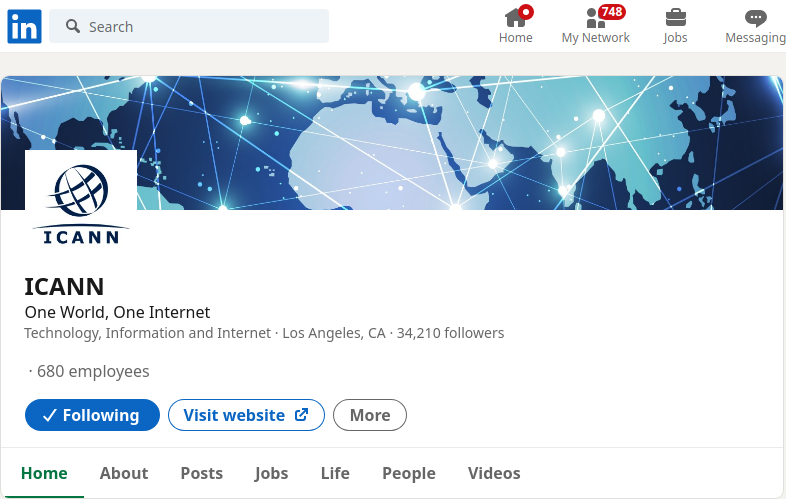 in
Search
748
Home
My Network
Jobs
Messaging
ICANN
ICANN
One World, One Internet
Technology, Information and Internet · Los Angeles, CA · 34,210 followers
· 680 employees
✓ Following
Visit website
More
Home
About
Posts
Jobs
Life
People
Videos